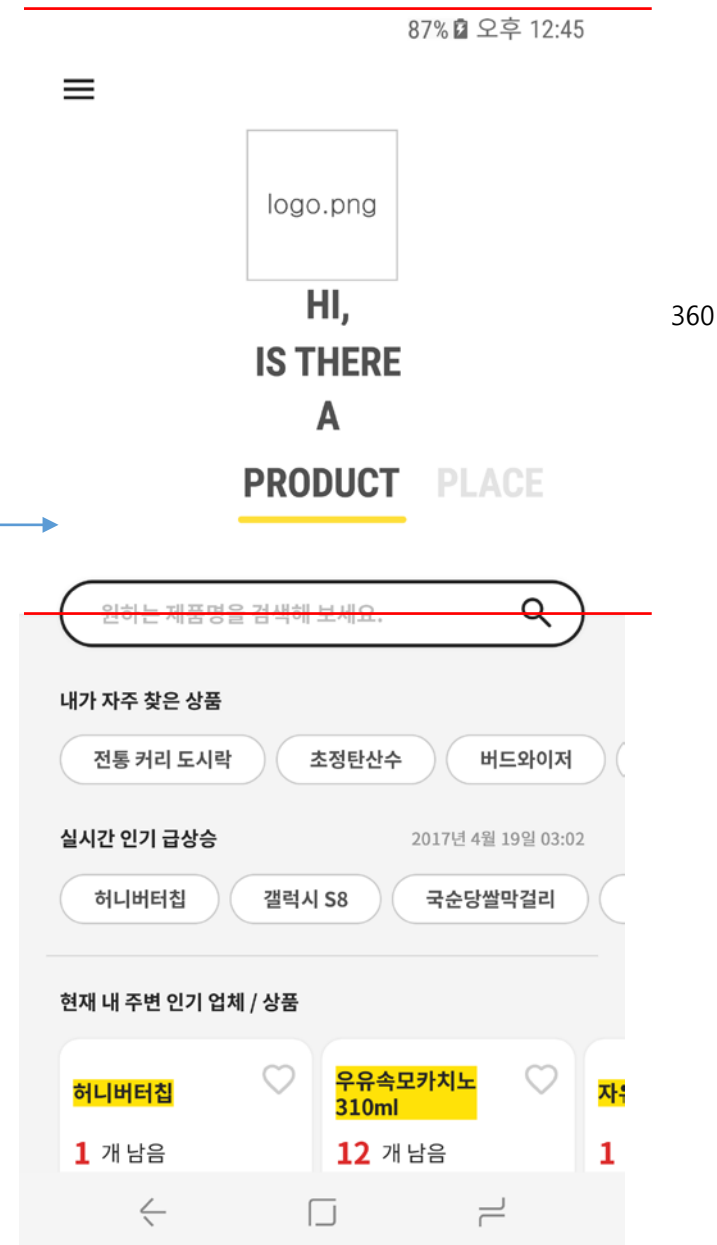 87% 오후 12:45
logo.png
HI,
360
IS THERE
A
PRODUCT PLACE
원하는 제품명을 검색해 보세요.
내가 자주 찾은 상품
전통 커리 도시락 초정탄산수 버드와이저
실시간 인기 급상승 2017년 4월 19일 03:02
허니버터칩 갤럭시 S8 국순당쌀막걸리
현재 내 주변 인기 업체 / 상품
허니버터칩 우유속모카치노
310ml
1 개 남음 12 개 남음 1